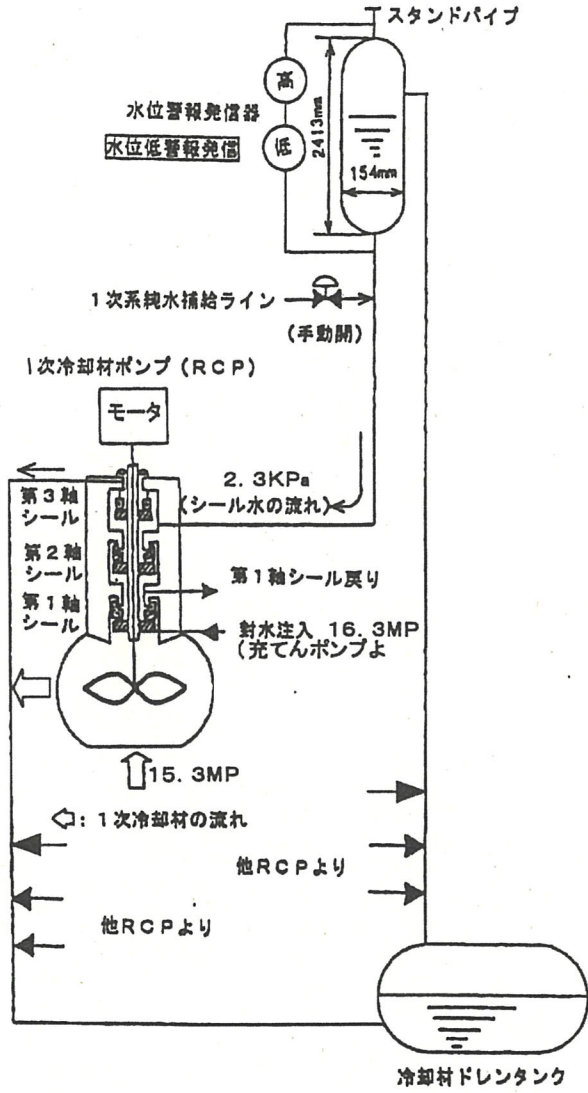 スタンドパイプ
高
水位警報発信器
低
水位低警報発信
2413mm
154mm
1次系純水補給ライン
(手動開)
1次冷却材ポンプ(RCP)
モータ
2.3KPa
(シール水の流れ)
第3軸
シール
第2軸
シール
第1軸シール戻り
第1軸
シール
封水注入 16.3MP
(充てんポンプよ
15.3MP
:1次冷却材の流れ
他RCPより
他RCPより
冷却材ドレンタンク